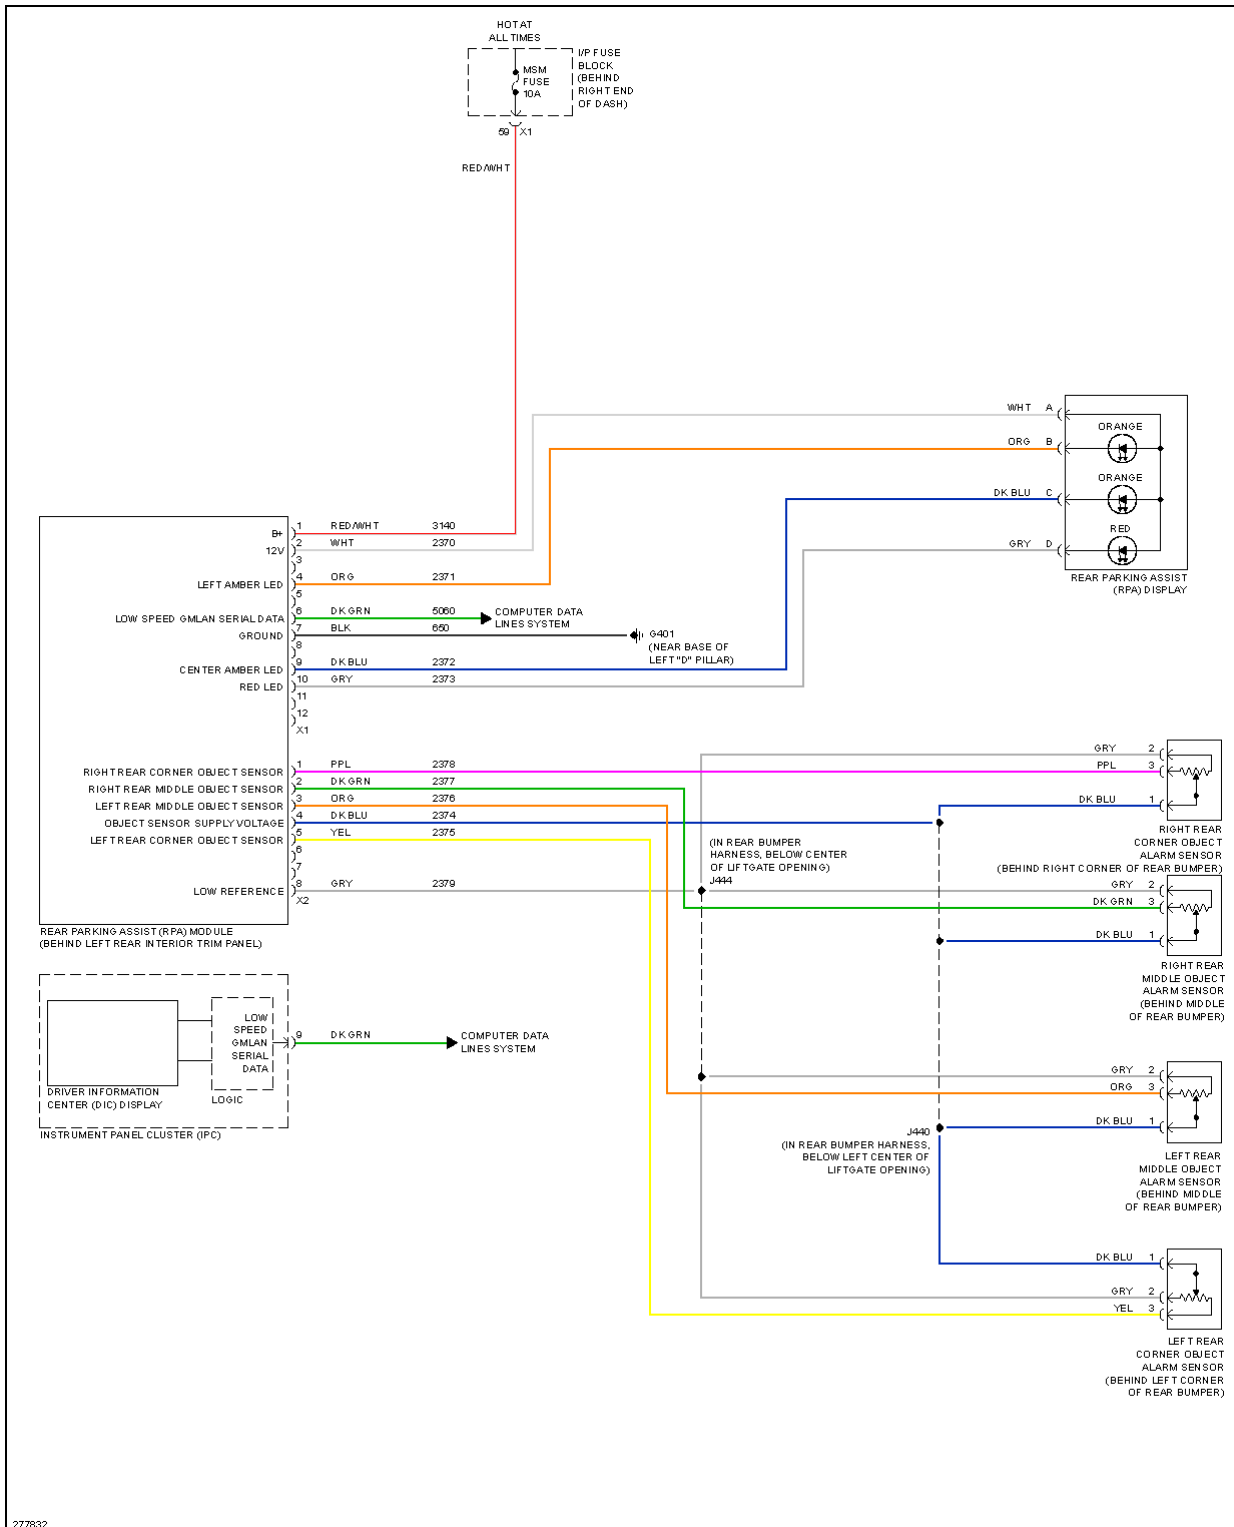 HOT AT
ALL TIMES
I/P FUSE
BLOCK
(BEHIND
RIGHT END
OF DASH)
MSM
FUSE
10A
59 X1
RED/WHT
WHT A
ORANGE
ORG B
ORANGE
DK BLU C
RED
GRY D
REAR PARKING ASSIST
(RPA) DISPLAY
B+ 1 RED/WHT 3140
12V 2 WHT 2370
3
LEFT AMBER LED 4 ORG 2371
5
LOW SPEED GMLAN SERIAL DATA 6 DK GRN 5060
COMPUTER DATA
LINES SYSTEM
GROUND 7 BLK 650
G401
(NEAR BASE OF
LEFT "D" PILLAR)
8
CENTER AMBER LED 9 DK BLU 2372
RED LED 10 GRY 2373
11
12
X1
RIGHT REAR CORNER OBJECT SENSOR 1 PPL 2378
RIGHT REAR MIDDLE OBJECT SENSOR 2 DK GRN 2377
LEFT REAR MIDDLE OBJECT SENSOR 3 ORG 2376
OBJECT SENSOR SUPPLY VOLTAGE 4 DK BLU 2374
LEFT REAR CORNER OBJECT SENSOR 5 YEL 2375
6
7
LOW REFERENCE 8 GRY 2379
X2
REAR PARKING ASSIST (RPA) MODULE
(BEHIND LEFT REAR INTERIOR TRIM PANEL)
(IN REAR BUMPER
HARNESS, BELOW CENTER
OF LIFTGATE OPENING)
J444
GRY 2
PPL 3
DK BLU 1
RIGHT REAR
CORNER OBJECT
ALARM SENSOR
(BEHIND RIGHT CORNER OF REAR BUMPER)
GRY 2
DK GRN 3
DK BLU 1
RIGHT REAR
MIDDLE OBJECT
ALARM SENSOR
(BEHIND MIDDLE
OF REAR BUMPER)
LOW
SPEED
GMLAN
SERIAL
DATA
9 DK GRN
COMPUTER DATA
LINES SYSTEM
DRIVER INFORMATION
CENTER (DIC) DISPLAY
LOGIC
INSTRUMENT PANEL CLUSTER (IPC)
GRY 2
ORG 3
DK BLU 1
J440
(IN REAR BUMPER HARNESS,
BELOW LEFT CENTER OF
LIFTGATE OPENING)
LEFT REAR
MIDDLE OBJECT
ALARM SENSOR
(BEHIND MIDDLE
OF REAR BUMPER)
DK BLU 1
GRY 2
YEL 3
LEFT REAR
CORNER OBJECT
ALARM SENSOR
(BEHIND LEFT CORNER
OF REAR BUMPER)
277832